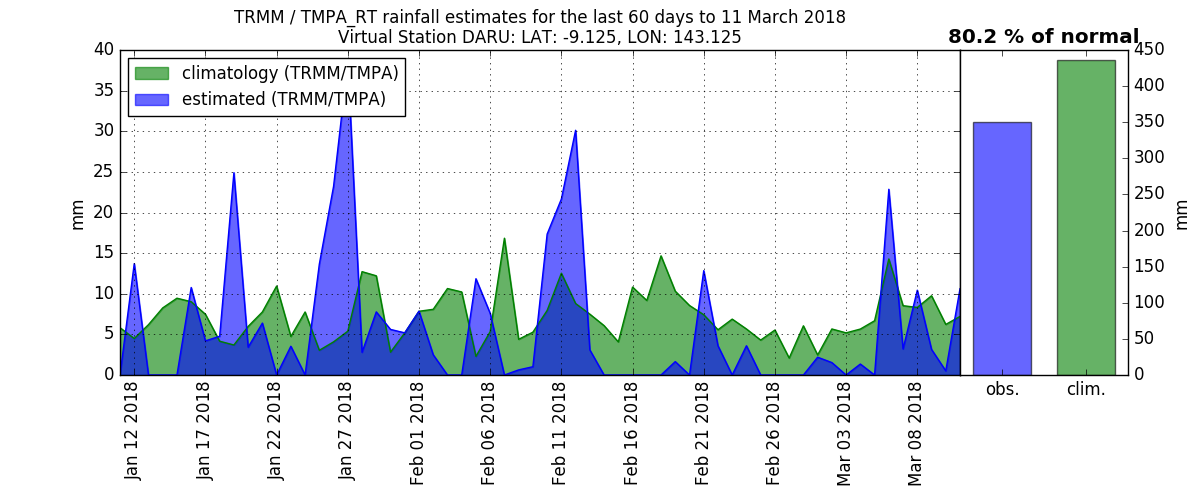 TRMM / TMPA_RT rainfall estimates for the last 60 days to 11 March 2018
Virtual Station DARU: LAT: -9.125, LON: 143.125
80.2 % of normal
climatology (TRMM/TMPA)
estimated (TRMM/TMPA)
40
35
30
25
20
15
10
5
0
mm
Jan 12 2018
Jan 17 2018
Jan 22 2018
Jan 27 2018
Feb 01 2018
Feb 06 2018
Feb 11 2018
Feb 16 2018
Feb 21 2018
Feb 26 2018
Mar 03 2018
Mar 08 2018
450
400
350
300
250
200
150
100
50
0
mm
obs.
clim.